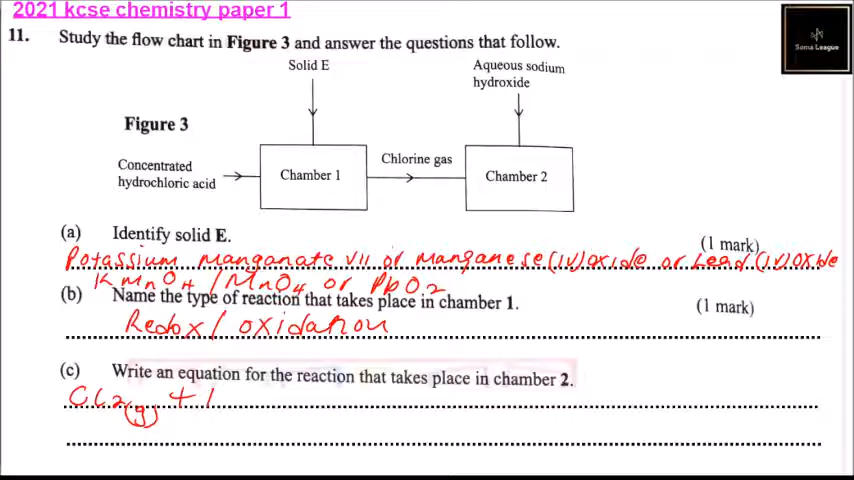 2021 kcse chemistry paper 1
11. Study the flow chart in Figure 3 and answer the questions that follow.
Soma League
Solid E
Aqueous sodium
hydroxide
Figure 3
Concentrated
hydrochloric acid
Chamber 1
Chlorine gas
Chamber 2
(a) Identify solid E. (1 mark)
Potassium manganate VII or manganese (IV) oxide or Lead (IV) oxide
KMnO4 / MnO4 or PbO2
(b) Name the type of reaction that takes place in chamber 1. (1 mark)
Redox / oxidation
(c) Write an equation for the reaction that takes place in chamber 2.
Cl2(g) +